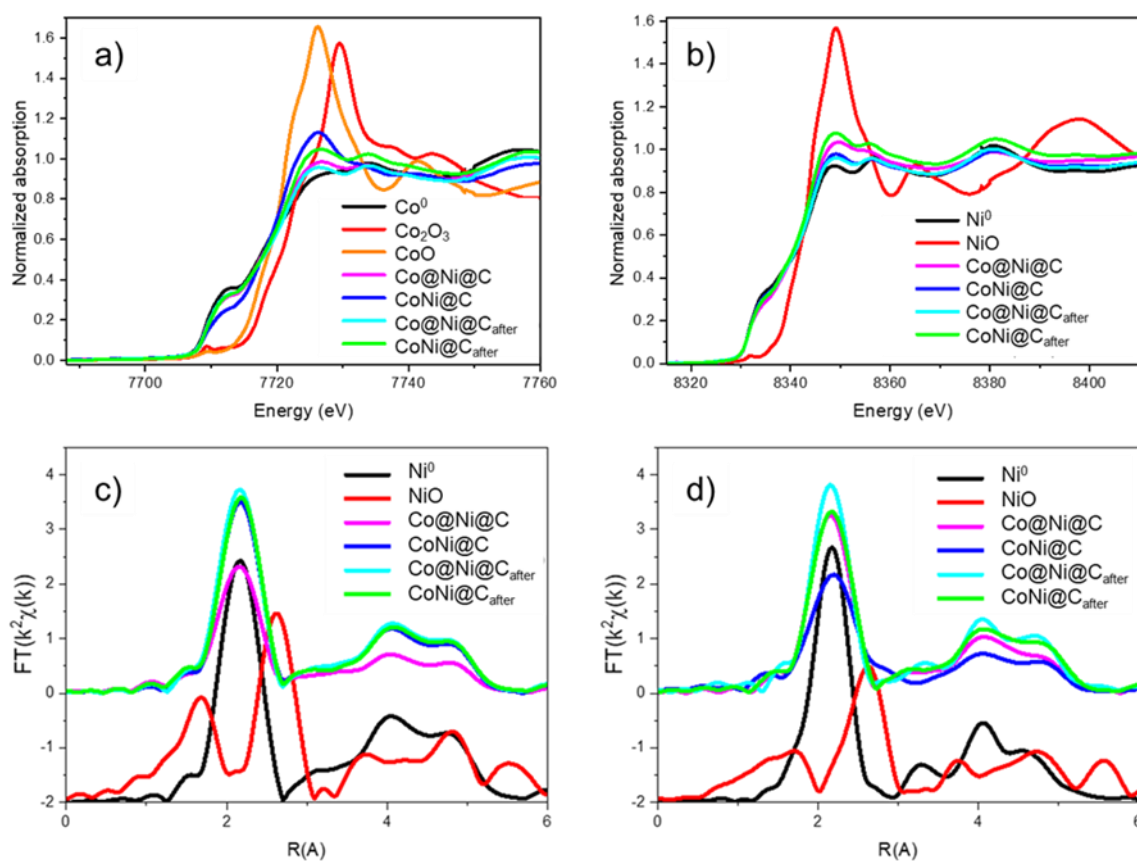 a)
1.6
1.4
1.2
1.0
0.8
0.6
0.4
0.2
0.0
Normalized absorption
Co⁰
Co₂O₃
CoO
Co@Ni@C
CoNi@C
Co@Ni@Cafter
CoNi@Cafter
7700 7720 7740 7760
Energy (eV)
b)
1.6
1.4
1.2
1.0
0.8
0.6
0.4
0.2
0.0
Normalized absorption
Ni⁰
NiO
Co@Ni@C
CoNi@C
Co@Ni@Cafter
CoNi@Cafter
8320 8340 8360 8380 8400
Energy (eV)
c)
4
3
2
1
0
-1
-2
FT(k²χ(k))
Ni⁰
NiO
Co@Ni@C
CoNi@C
Co@Ni@Cafter
CoNi@Cafter
0 2 4 6
R(A)
d)
4
3
2
1
0
-1
-2
FT(k²χ(k))
Ni⁰
NiO
Co@Ni@C
CoNi@C
Co@Ni@Cafter
CoNi@Cafter
0 2 4 6
R(A)